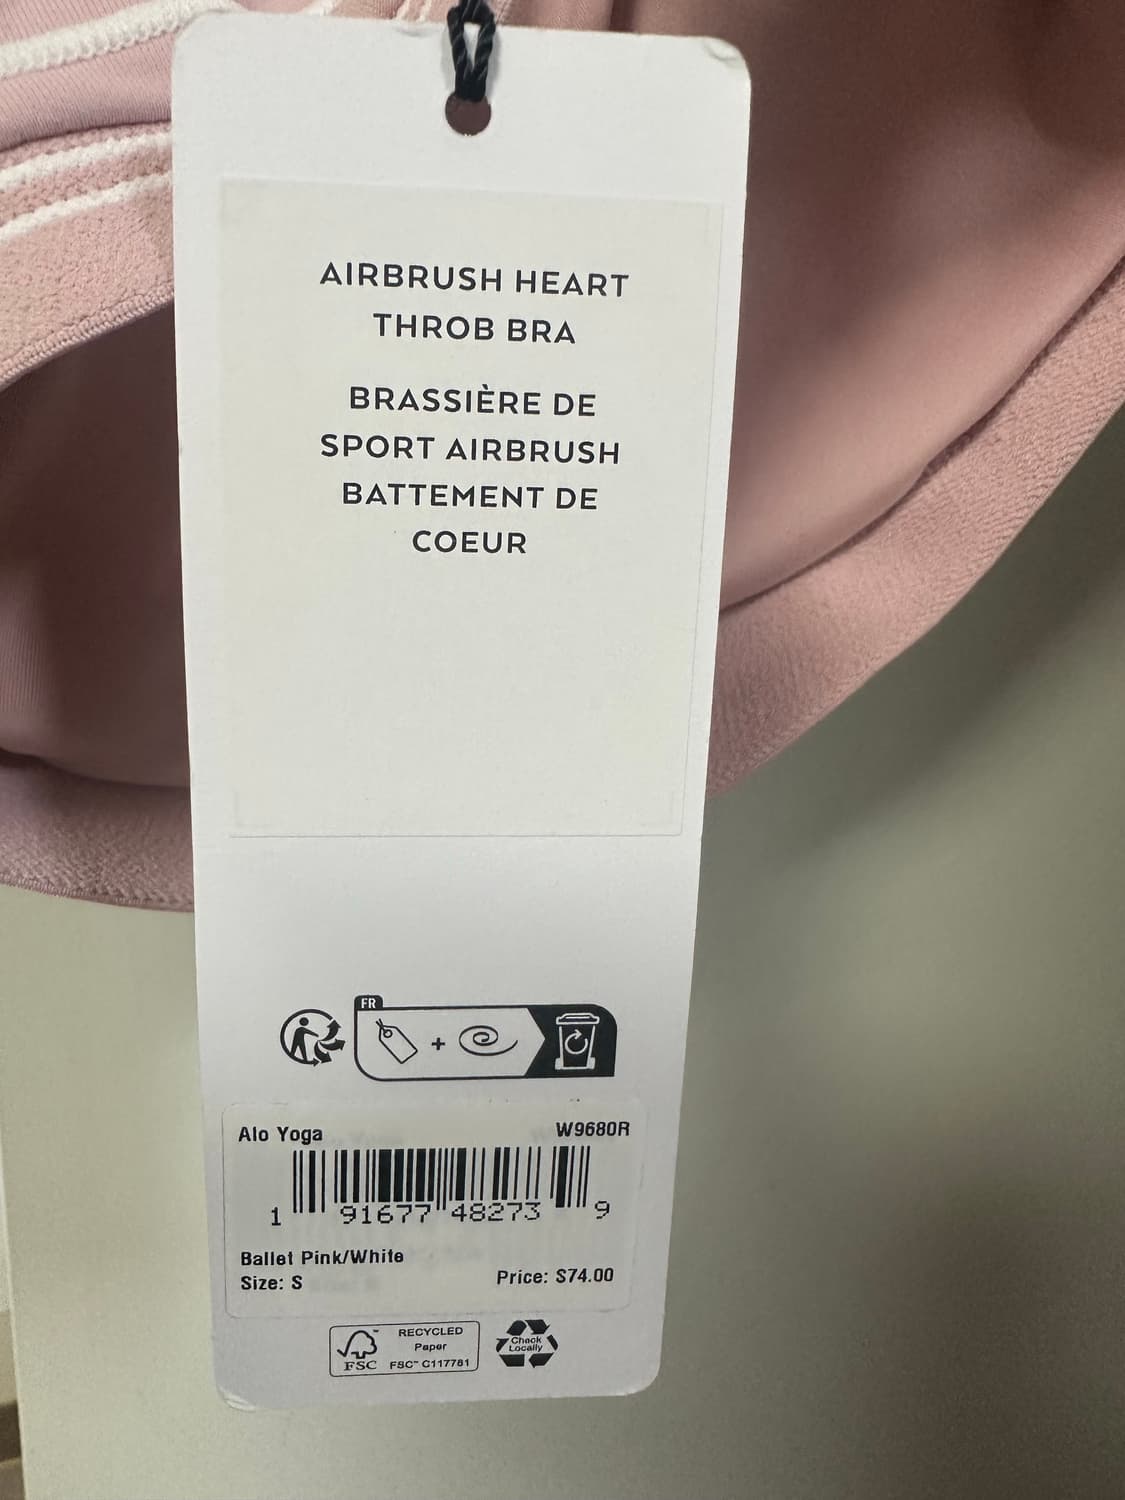 AIRBRUSH HEART
THROB BRA
BRASSIÈRE DE
SPORT AIRBRUSH
BATTEMENT DE
COEUR
FR
Alo Yoga W9680R
1 91677 48273 9
Ballet Pink/White
Size: S Price: $74.00
RECYCLED
Paper
FSC FSC™ C117781
Check
Locally